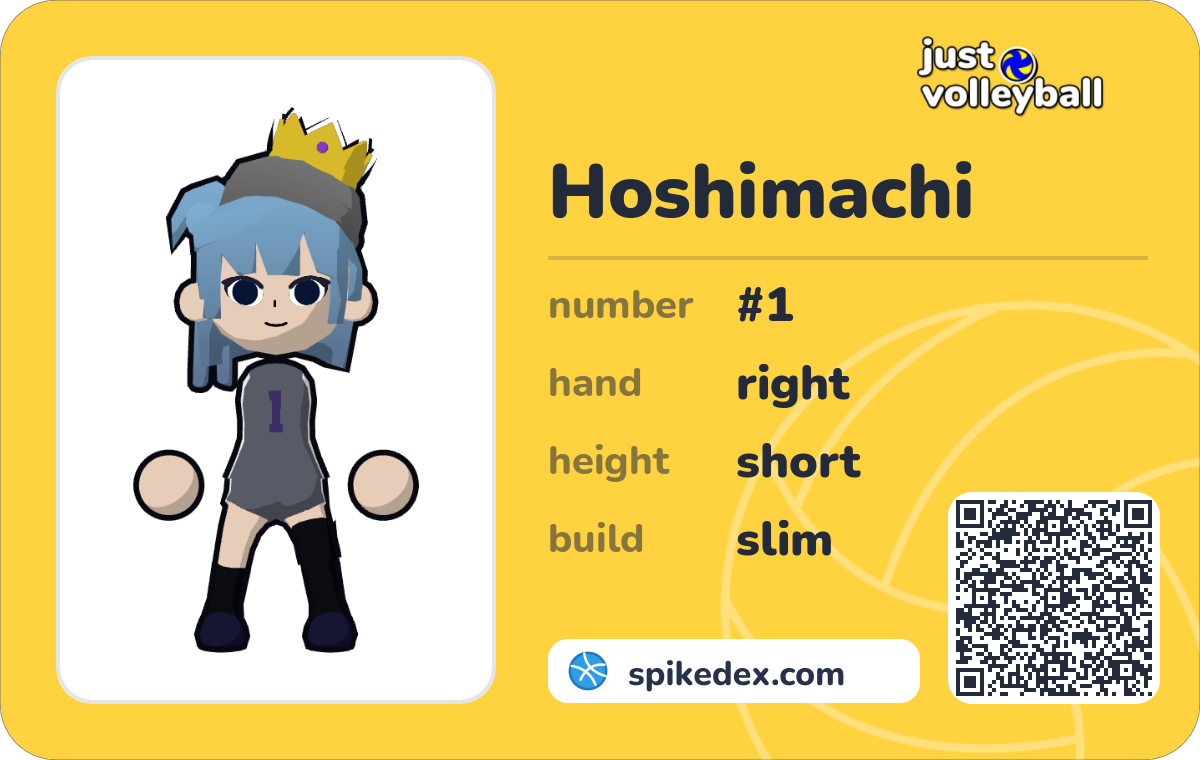 just
volleyball
Hoshimachi
number #1
hand right
height short
build slim
1
spikedex.com